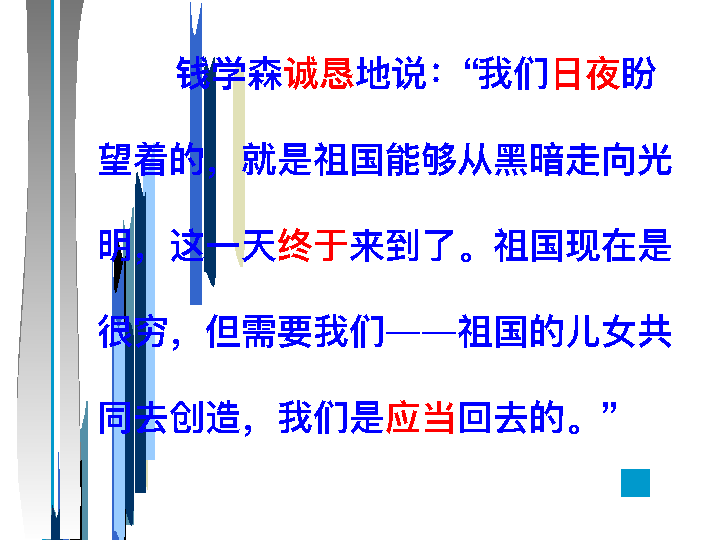 钱学森诚恳地说：“我们日夜盼
望着的，就是祖国能够从黑暗走向光
明，这一天终于来到了。祖国现在是
很穷，但需要我们——祖国的儿女共
同去创造，我们是应当回去的。”